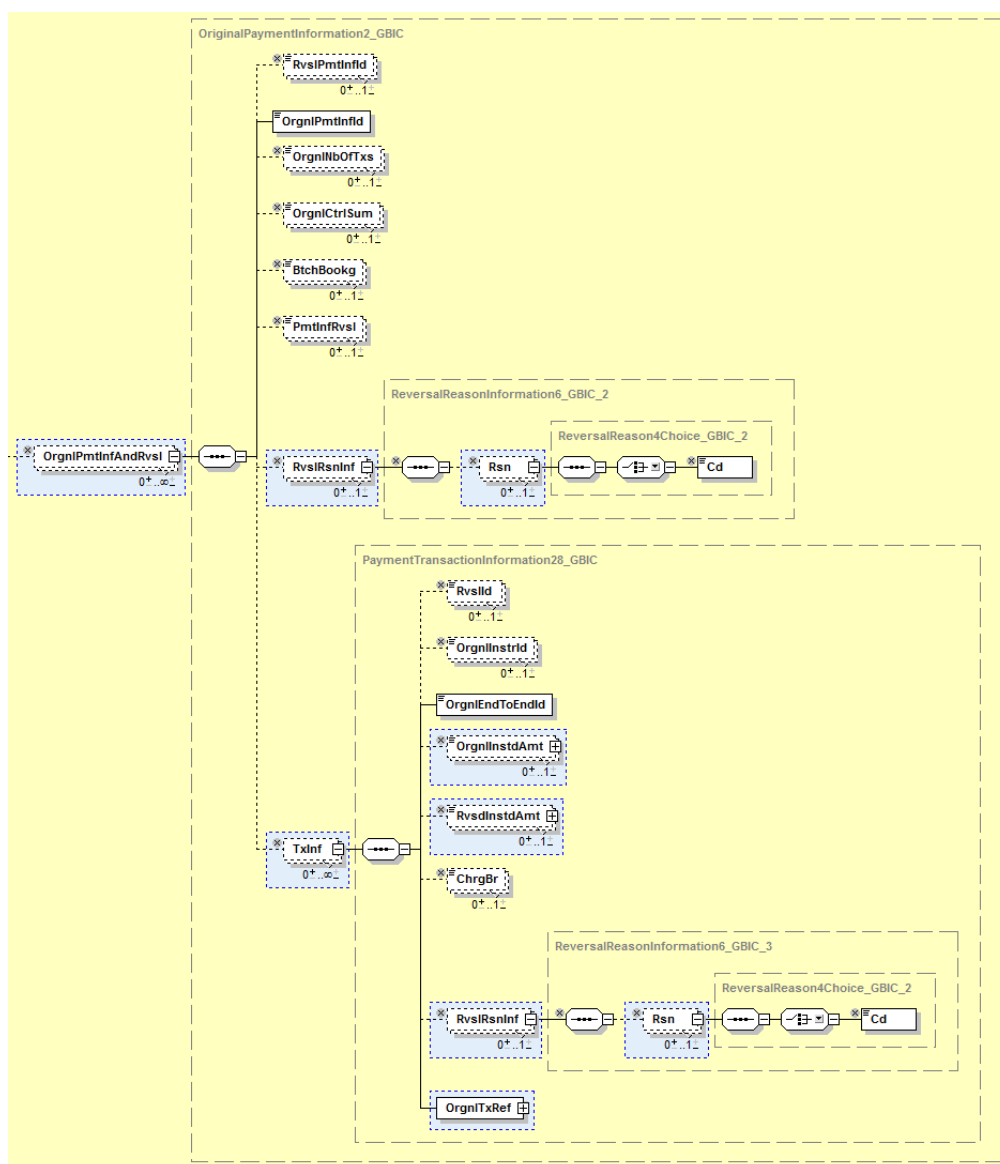 OriginalPaymentInformation2_GBIC
RvslPmtInfId
0..1
OrgnlPmtInfId
OrgnlNbOfTxs
0..1
OrgnlCtrlSum
0..1
BtchBookg
0..1
PmtInfRvsl
0..1
ReversalReasonInformation6_GBIC_2
ReversalReason4Choice_GBIC_2
OrgnlPmtInfAndRvsl
0..∞
RvslRsnInf
0..1
Rsn
0..1
Cd
PaymentTransactionInformation28_GBIC
RvslId
0..1
OrgnlInstrId
0..1
OrgnlEndToEndId
OrgnlInstdAmt
0..1
RvsdInstdAmt
0..1
TxInf
0..∞
ChrgBr
0..1
ReversalReasonInformation6_GBIC_3
ReversalReason4Choice_GBIC_2
RvslRsnInf
0..1
Rsn
0..1
Cd
OrgnlTxRef